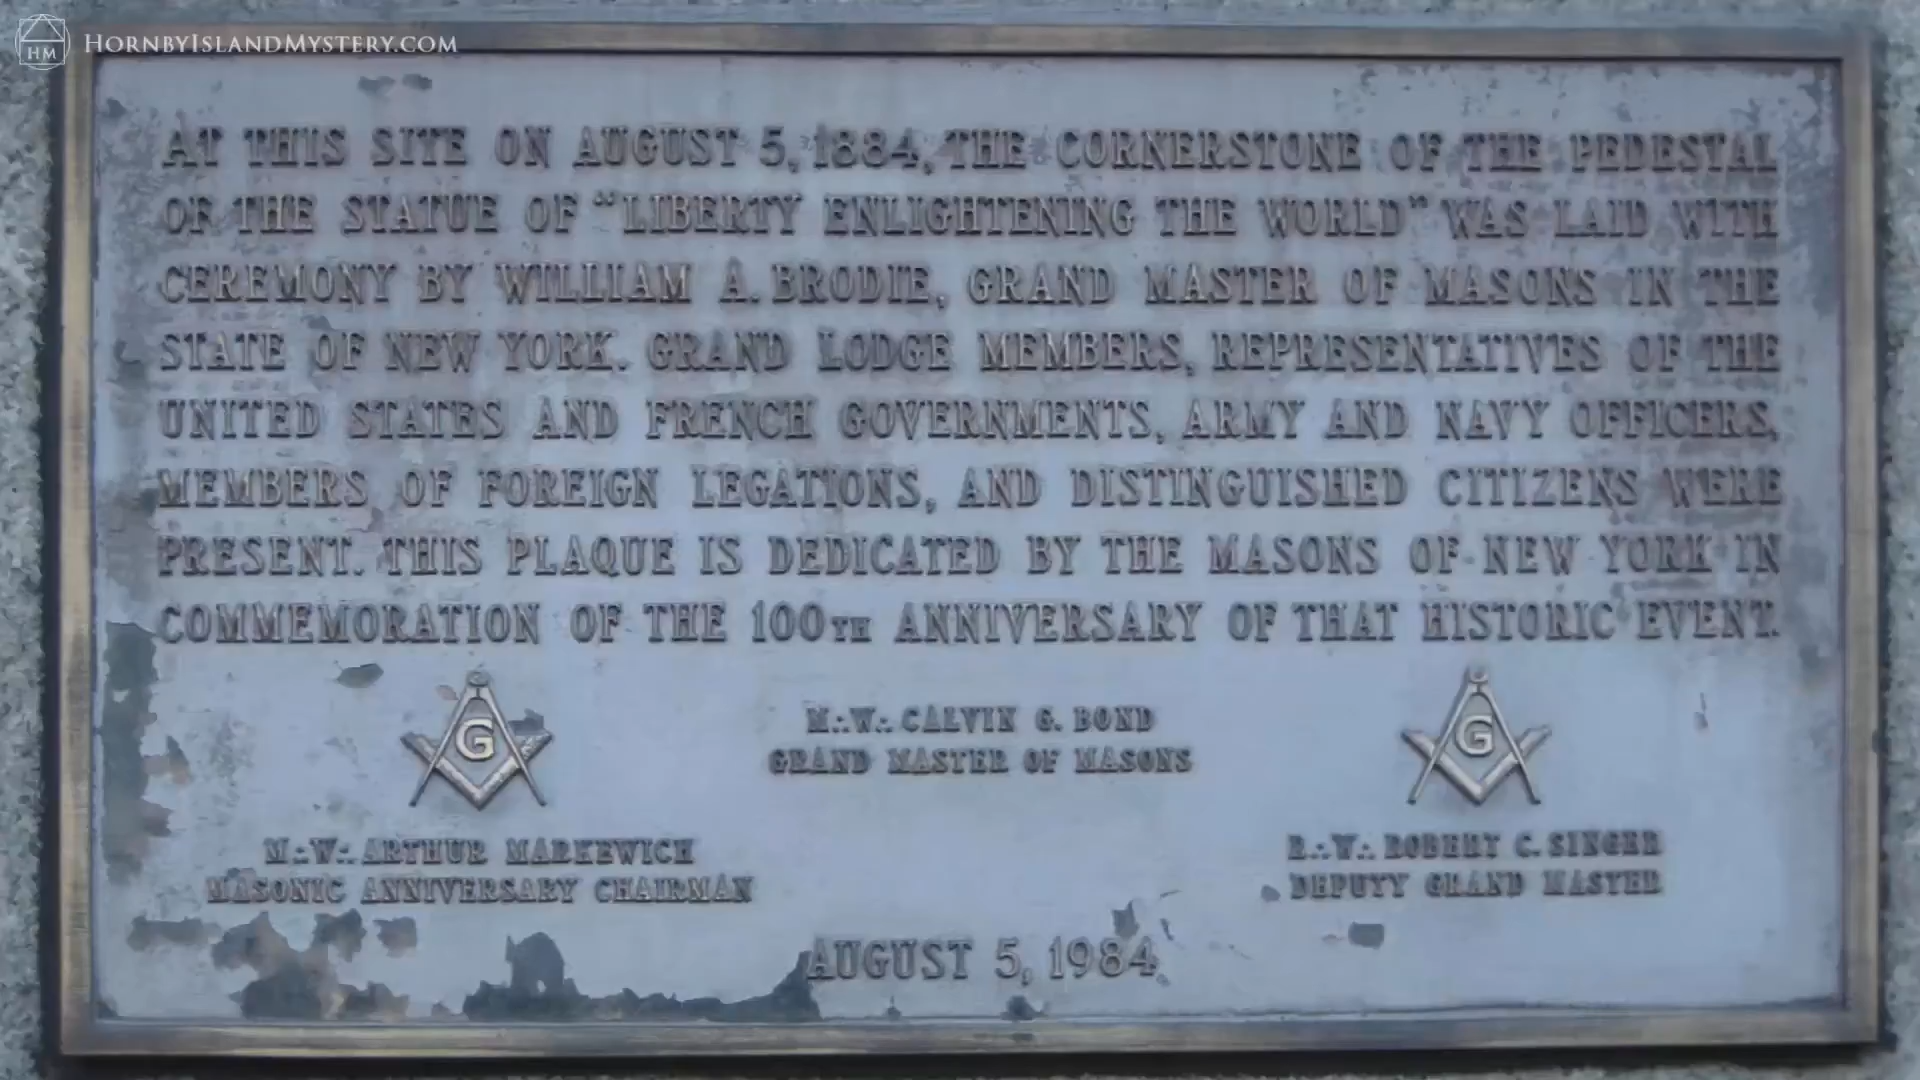 HM HORNBYISLANDMYSTERY.COM
AT THIS SITE ON AUGUST 5, 1884, THE CORNERSTONE OF THE PEDESTAL
OF THE STATUE OF "LIBERTY ENLIGHTENING THE WORLD" WAS LAID WITH
CEREMONY BY WILLIAM A. BRODIE, GRAND MASTER OF MASONS IN THE
STATE OF NEW YORK. GRAND LODGE MEMBERS, REPRESENTATIVES OF THE
UNITED STATES AND FRENCH GOVERNMENTS, ARMY AND NAVY OFFICERS,
MEMBERS OF FOREIGN LEGATIONS, AND DISTINGUISHED CITIZENS WERE
PRESENT. THIS PLAQUE IS DEDICATED BY THE MASONS OF NEW YORK IN
COMMEMORATION OF THE 100TH ANNIVERSARY OF THAT HISTORIC EVENT.
G
M∴W∴ ARTHUR MARKEWICH
MASONIC ANNIVERSARY CHAIRMAN
M∴W∴ CALVIN G. BOND
GRAND MASTER OF MASONS
G
R∴W∴ ROBERT C. SINGER
DEPUTY GRAND MASTER
AUGUST 5, 1984